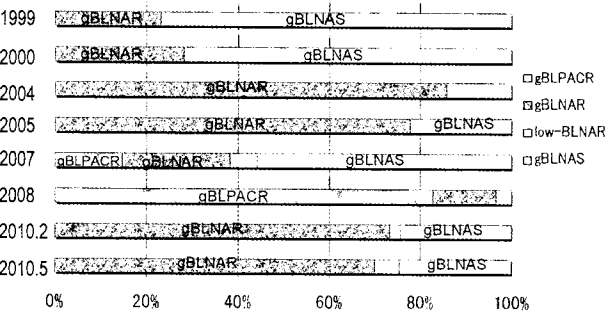 1999 gBLNAR gBLNAS
2000 gBLNAR gBLNAS
2004 gBLNAR
2005 gBLNAR gBLNAS
2007 gBLPACR gBLNAR gBLNAS
2008 gBLPACR
2010.2 gBLNAR gBLNAS
2010.5 gBLNAR gBLNAS
0% 20% 40% 60% 80% 100%
gBLPACR
gBLNAR
low-BLNAR
gBLNAS